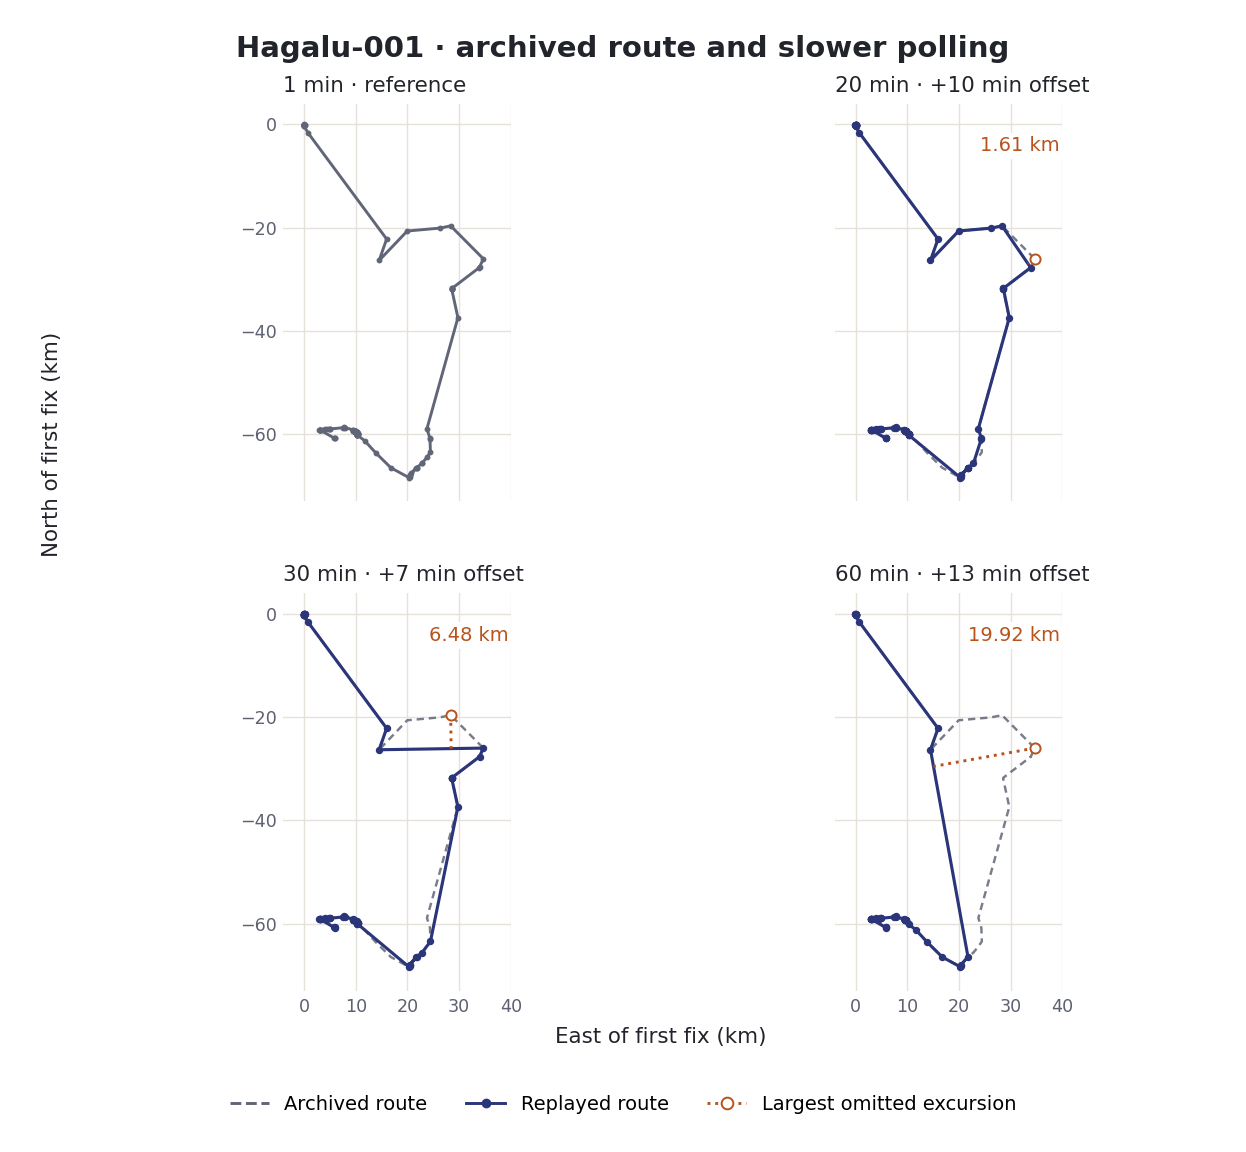 Hagalu-001 · archived route and slower polling
1 min · reference
20 min · +10 min offset
0
−20
−40
−60
1.61 km
North of first fix (km)
30 min · +7 min offset
60 min · +13 min offset
0
−20
−40
−60
6.48 km
19.92 km
0 10 20 30 40
0 10 20 30 40
East of first fix (km)
Archived route
Replayed route
Largest omitted excursion